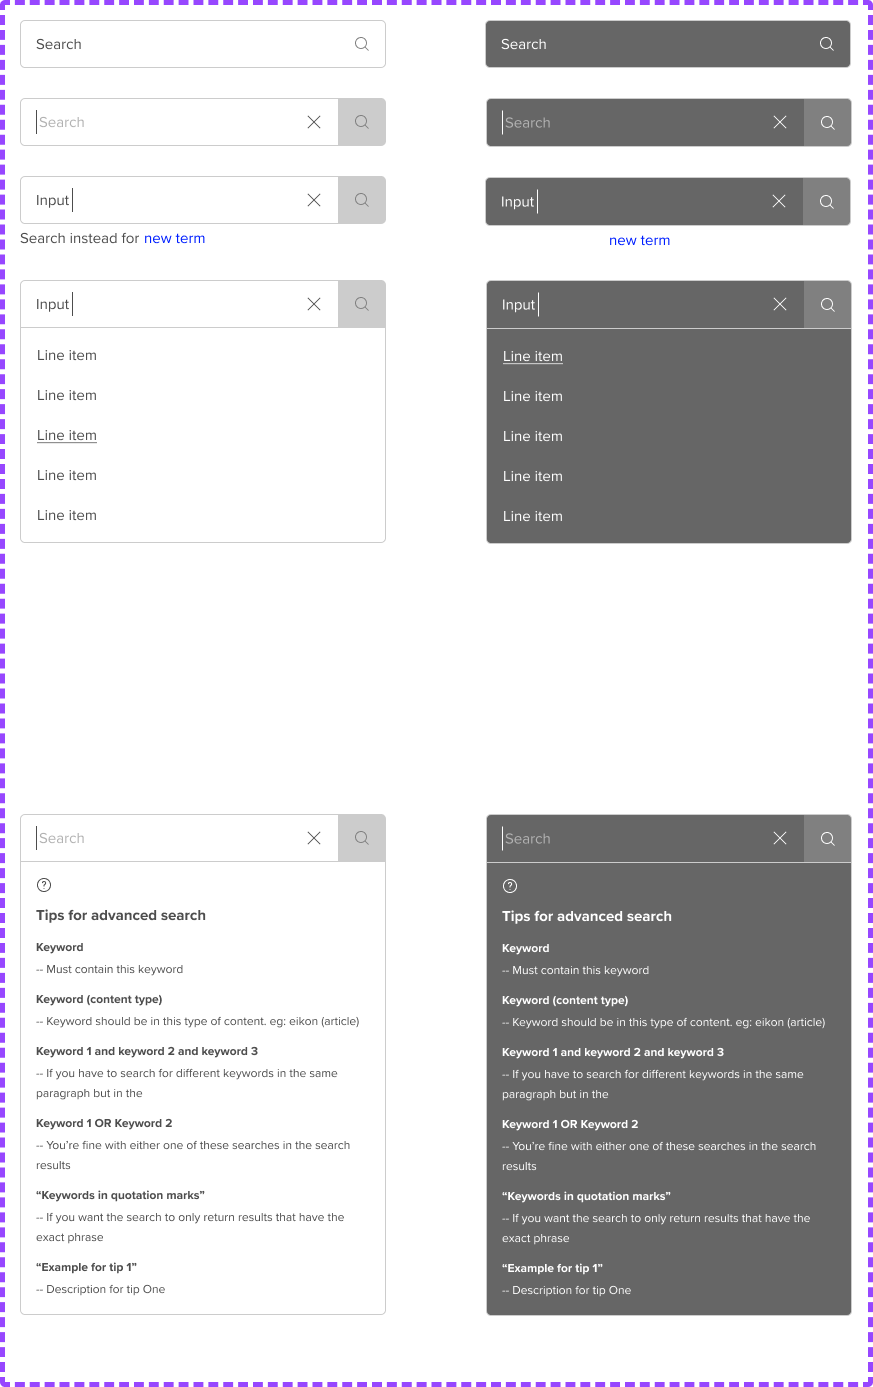 Search
Search
Search
Search
Input
Search instead for new term
Input
new term
Input
Line item
Line item
Line item
Line item
Line item
Input
Line item
Line item
Line item
Line item
Line item
Search
Tips for advanced search
Keyword
-- Must contain this keyword
Keyword (content type)
-- Keyword should be in this type of content. eg: eikon (article)
Keyword 1 and keyword 2 and keyword 3
-- If you have to search for different keywords in the same
paragraph but in the
Keyword 1 OR Keyword 2
-- You’re fine with either one of these searches in the search
results
“Keywords in quotation marks”
-- If you want the search to only return results that have the
exact phrase
“Example for tip 1”
-- Description for tip One
Search
Tips for advanced search
Keyword
-- Must contain this keyword
Keyword (content type)
-- Keyword should be in this type of content. eg: eikon (article)
Keyword 1 and keyword 2 and keyword 3
-- If you have to search for different keywords in the same
paragraph but in the
Keyword 1 OR Keyword 2
-- You’re fine with either one of these searches in the search
results
“Keywords in quotation marks”
-- If you want the search to only return results that have the
exact phrase
“Example for tip 1”
-- Description for tip One